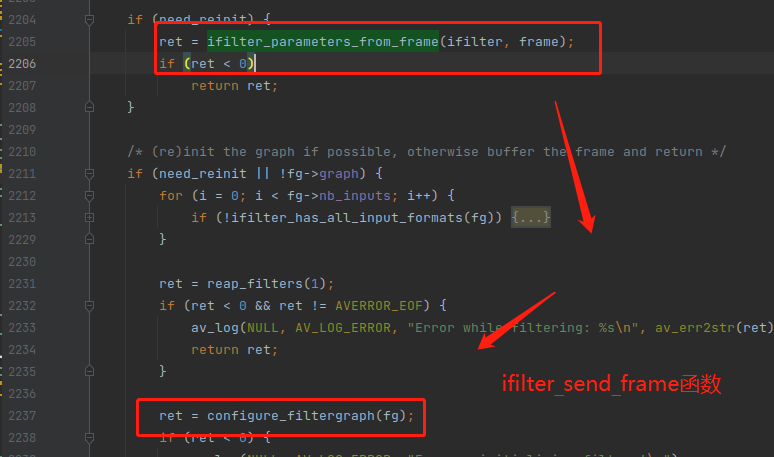 2204 if (need_reinit) {
2205 ret = ifilter_parameters_from_frame(ifilter, frame);
2206 if (ret < 0)
2207 return ret;
2208 }
2209
2210 /* (re)init the graph if possible, otherwise buffer the frame and return */
2211 if (need_reinit || !fg->graph) {
2212 for (i = 0; i < fg->nb_inputs; i++) {
2213 if (!ifilter_has_all_input_formats(fg)) {...}
2229 }
2230
2231 ret = reap_filters(1);
2232 if (ret < 0 && ret != AVERROR_EOF) {
2233 av_log(NULL, AV_LOG_ERROR, "Error while filtering: %s\n", av_err2str(ret)
2234 return ret;
2235 }
ifilter_send_frame函数
2236
2237 ret = configure_filtergraph(fg);
2238 if (ret < 0) {